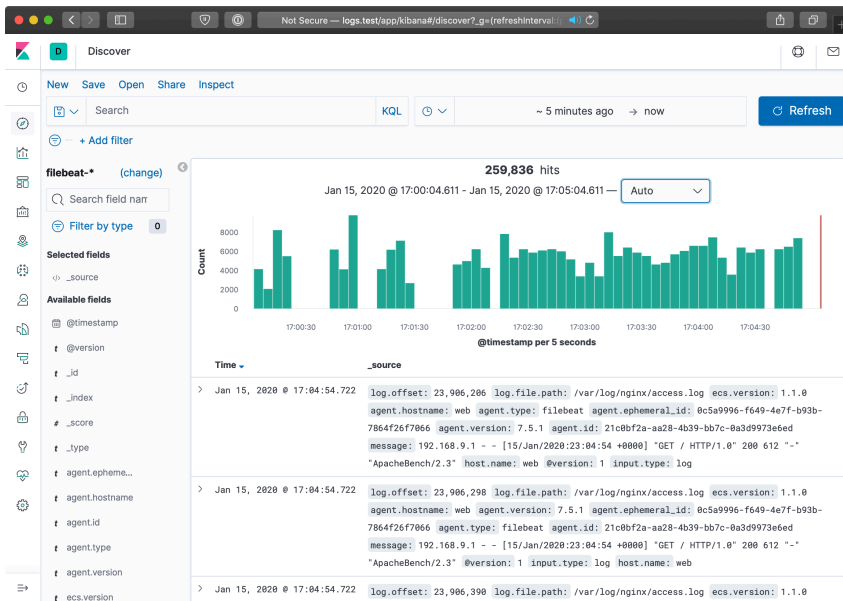 Not Secure — logs.test/app/kibana#/discover?_g=(refreshInterval:(
D Discover
New Save Open Share Inspect
Search KQL ~ 5 minutes ago → now Refresh
+ Add filter
filebeat-* (change)
Search field nam
Filter by type 0
Selected fields
</> _source
Available fields
@timestamp
t @version
t _id
t _index
# _score
t _type
t agent.epheme...
t agent.hostname
t agent.id
t agent.type
t agent.version
t ecs.version
259,836 hits
Jan 15, 2020 @ 17:00:04.611 - Jan 15, 2020 @ 17:05:04.611 — Auto
Count
8000
6000
4000
2000
0
17:00:30 17:01:00 17:01:30 17:02:00 17:02:30 17:03:00 17:03:30 17:04:00 17:04:30
@timestamp per 5 seconds
Time _source
Jan 15, 2020 @ 17:04:54.722 log.offset: 23,906,206 log.file.path: /var/log/nginx/access.log ecs.version: 1.1.0
agent.hostname: web agent.type: filebeat agent.ephemeral_id: 0c5a9996-f649-4e7f-b93b-
7864f26f7066 agent.version: 7.5.1 agent.id: 21c0bf2a-aa28-4b39-bb7c-0a3d9973e6ed
message: 192.168.9.1 - - [15/Jan/2020:23:04:54 +0000] "GET / HTTP/1.0" 200 612 "-"
"ApacheBench/2.3" host.name: web @version: 1 input.type: log
Jan 15, 2020 @ 17:04:54.722 log.offset: 23,906,298 log.file.path: /var/log/nginx/access.log ecs.version: 1.1.0
agent.hostname: web agent.version: 7.5.1 agent.ephemeral_id: 0c5a9996-f649-4e7f-b93b-
7864f26f7066 agent.type: filebeat agent.id: 21c0bf2a-aa28-4b39-bb7c-0a3d9973e6ed
message: 192.168.9.1 - - [15/Jan/2020:23:04:54 +0000] "GET / HTTP/1.0" 200 612 "-"
"ApacheBench/2.3" @version: 1 input.type: log host.name: web
Jan 15, 2020 @ 17:04:54.722 log.offset: 23,906,390 log.file.path: /var/log/nginx/access.log ecs.version: 1.1.0